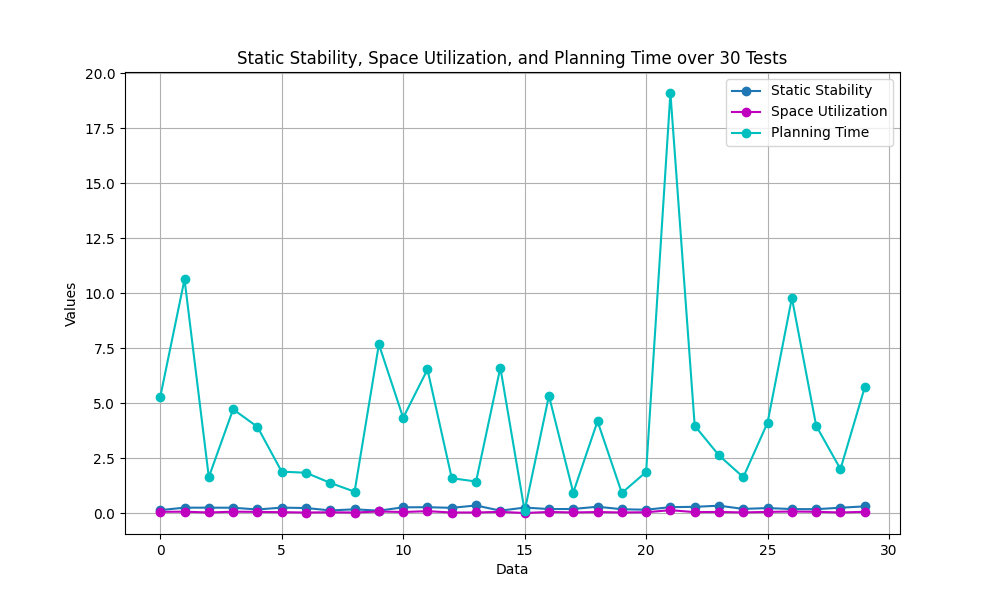 Static Stability, Space Utilization, and Planning Time over 30 Tests
Static Stability
Space Utilization
Planning Time
20.0
17.5
15.0
12.5
10.0
7.5
5.0
2.5
0.0
Values
0 5 10 15 20 25 30
Data